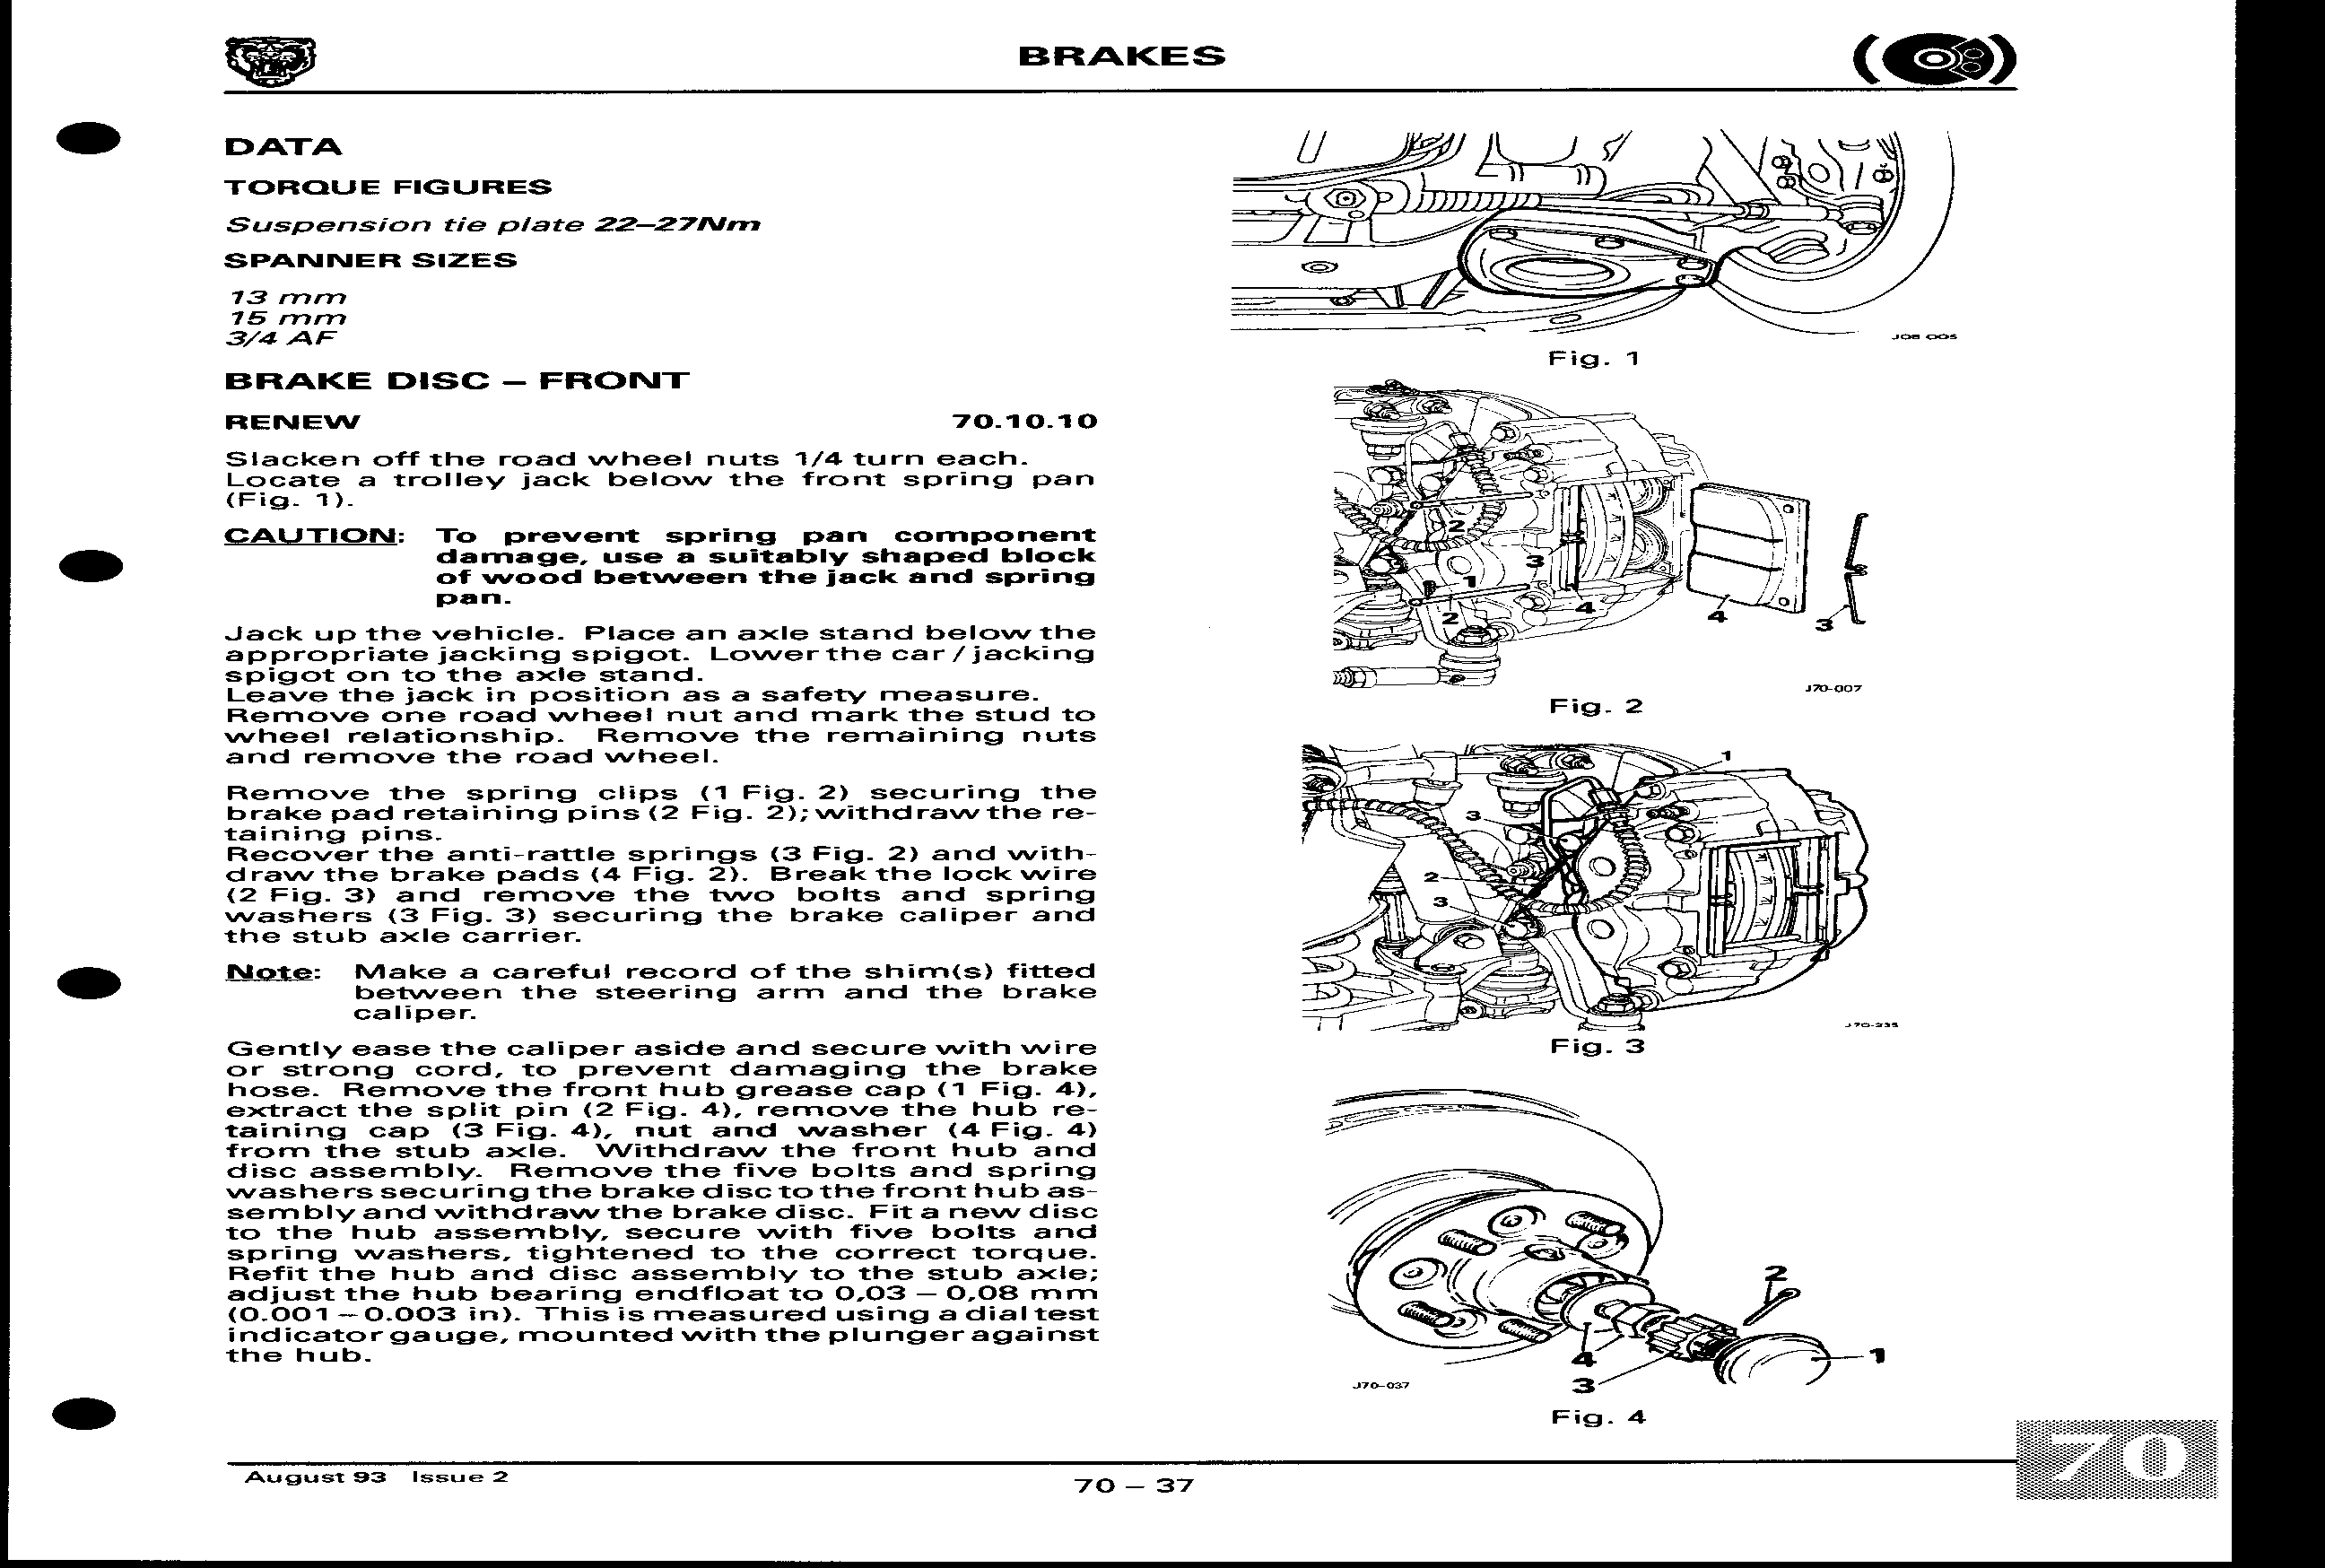 BRAKES
DATA
TORQUE FIGURES
Suspension tie plate 22–27Nm
SPANNER SIZES
13 mm
15 mm
3/4 AF
BRAKE DISC – FRONT
RENEW 70.10.10
Slacken off the road wheel nuts 1/4 turn each.
Locate a trolley jack below the front spring pan
(Fig. 1).
CAUTION: To prevent spring pan component
damage, use a suitably shaped block
of wood between the jack and spring
pan.
Jack up the vehicle. Place an axle stand below the
appropriate jacking spigot. Lower the car / jacking
spigot on to the axle stand.
Leave the jack in position as a safety measure.
Remove one road wheel nut and mark the stud to
wheel relationship. Remove the remaining nuts
and remove the road wheel.
Remove the spring clips (1 Fig. 2) securing the
brake pad retaining pins (2 Fig. 2); withdraw the re-
taining pins.
Recover the anti-rattle springs (3 Fig. 2) and with-
draw the brake pads (4 Fig. 2). Break the lock wire
(2 Fig. 3) and remove the two bolts and spring
washers (3 Fig. 3) securing the brake caliper and
the stub axle carrier.
Note: Make a careful record of the shim(s) fitted
between the steering arm and the brake
caliper.
Gently ease the caliper aside and secure with wire
or strong cord, to prevent damaging the brake
hose. Remove the front hub grease cap (1 Fig. 4),
extract the split pin (2 Fig. 4), remove the hub re-
taining cap (3 Fig. 4), nut and washer (4 Fig. 4)
from the stub axle. Withdraw the front hub and
disc assembly. Remove the five bolts and spring
washers securing the brake disc to the front hub as-
sembly and withdraw the brake disc. Fit a new disc
to the hub assembly, secure with five bolts and
spring washers, tightened to the correct torque.
Refit the hub and disc assembly to the stub axle;
adjust the hub bearing endfloat to 0,03 – 0,08 mm
(0.001 – 0.003 in). This is measured using a dial test
indicator gauge, mounted with the plunger against
the hub.
J08 005
Fig. 1
2
3
1
2
4
4
3
J70-007
Fig. 2
1
3
2
3
J70-235
Fig. 3
2
4
1
3
J70-037
Fig. 4
August 93 Issue 2
70 – 37
70